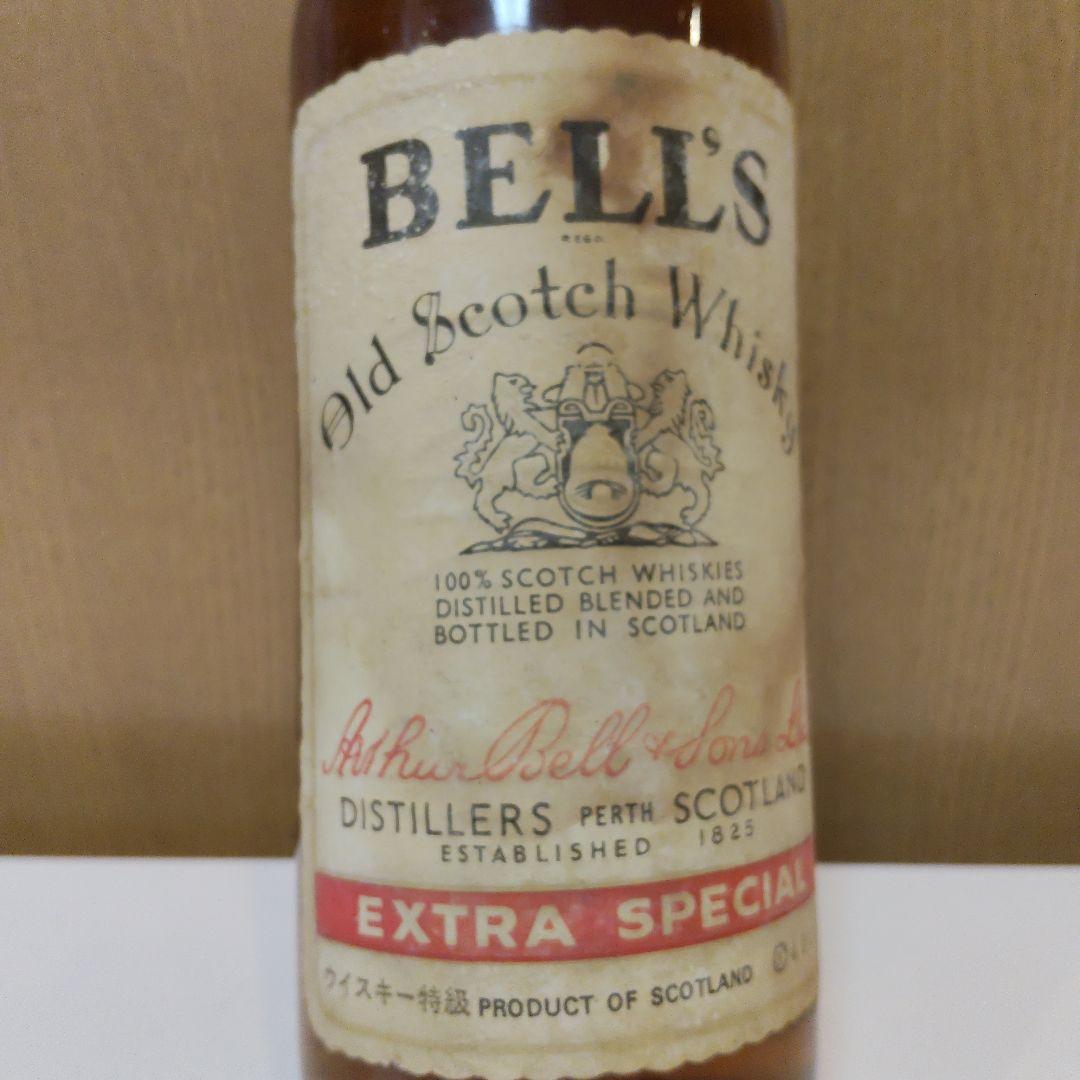 BELL'S
REGD.
Old Scotch Whisky
100% SCOTCH WHISKIES
DISTILLED BLENDED AND
BOTTLED IN SCOTLAND
Arthur Bell & Sons
DISTILLERS PERTH SCOTLAND
ESTABLISHED 1825
EXTRA SPECIAL
ウイスキー特級 PRODUCT OF SCOTLAND